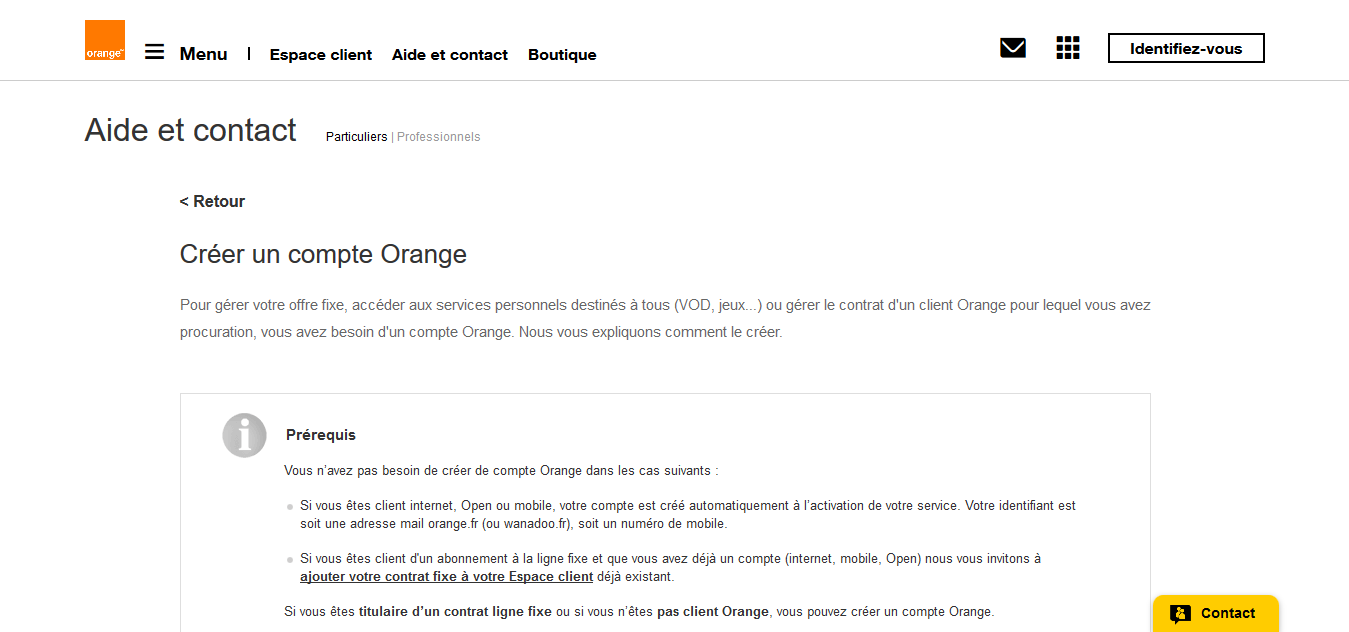 orange™
Menu | Espace client Aide et contact Boutique Identifiez-vous
Aide et contact Particuliers | Professionnels
< Retour
Créer un compte Orange
Pour gérer votre offre fixe, accéder aux services personnels destinés à tous (VOD, jeux...) ou gérer le contrat d'un client Orange pour lequel vous avez
procuration, vous avez besoin d'un compte Orange. Nous vous expliquons comment le créer.
Prérequis
Vous n’avez pas besoin de créer de compte Orange dans les cas suivants :
Si vous êtes client internet, Open ou mobile, votre compte est créé automatiquement à l’activation de votre service. Votre identifiant est
soit une adresse mail orange.fr (ou wanadoo.fr), soit un numéro de mobile.
Si vous êtes client d'un abonnement à la ligne fixe et que vous avez déjà un compte (internet, mobile, Open) nous vous invitons à
ajouter votre contrat fixe à votre Espace client déjà existant.
Si vous êtes titulaire d’un contrat ligne fixe ou si vous n’êtes pas client Orange, vous pouvez créer un compte Orange.
Contact